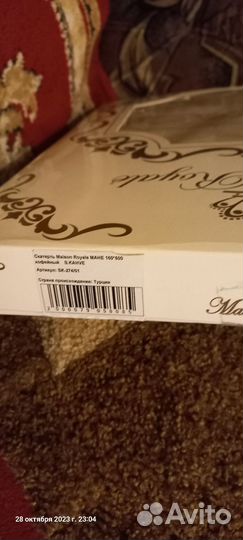 Royale
Скатерть Maison Royale MAHE 160*300
кофейный S.KAHVE
Артикул: SK-274/01
Страна происхождения: Турция
Ma
28 октября 2023 г. 23:04
Avito